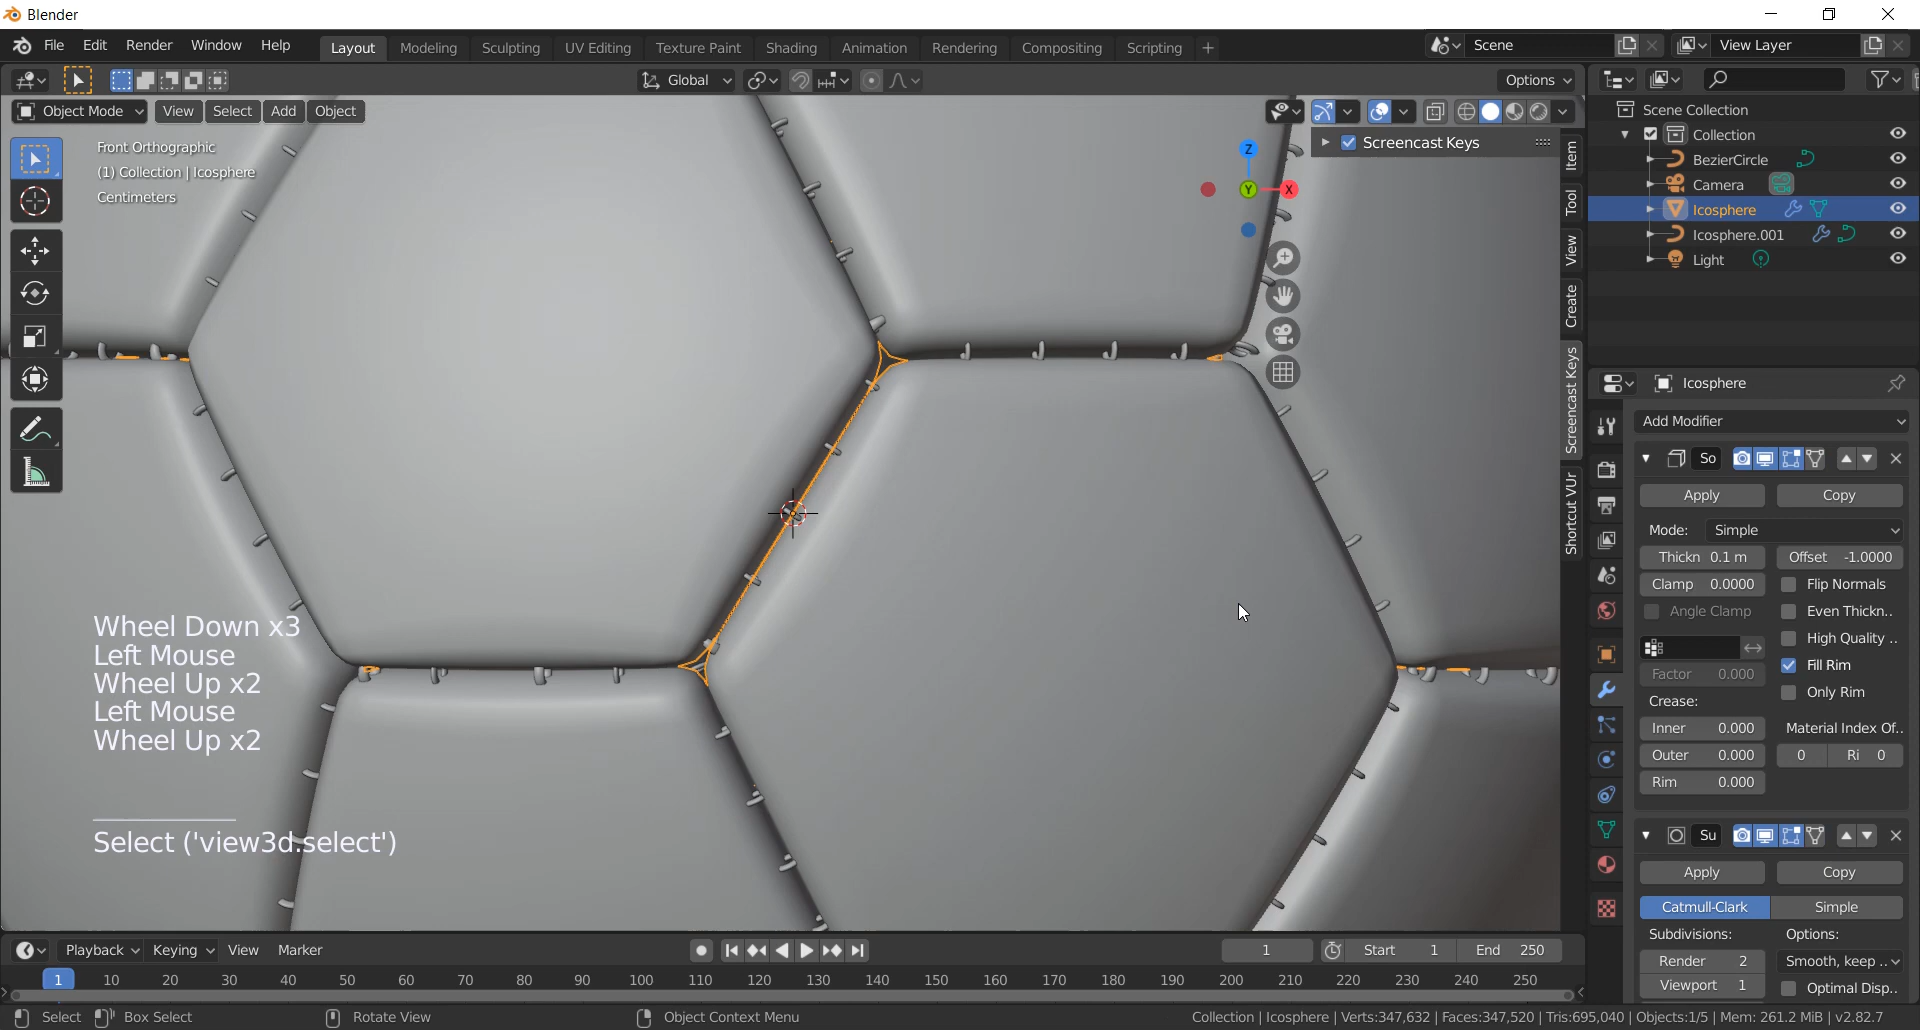 Blender
File Edit Render Window Help Layout Modeling Sculpting UV Editing Texture Paint Shading Animation Rendering Compositing Scripting + Scene View Layer
Global Options
Object Mode View Select Add Object
Front Orthographic
(1) Collection | Icosphere
Centimeters
Z
Y
X
Screencast Keys
Item
Tool
View
Create
Screencast Keys
Shortcut VUr
Wheel Down x3
Left Mouse
Wheel Up x2
Left Mouse
Wheel Up x2
Select ('view3d.select')
Scene Collection
Collection
BezierCircle
Camera
Icosphere
Icosphere.001
Light
Icosphere
Add Modifier
So
Apply Copy
Mode: Simple
Thickn 0.1 m Offset -1.0000
Clamp 0.0000 Flip Normals
Angle Clamp Even Thickn..
High Quality ..
Fill Rim
Factor 0.000
Only Rim
Crease:
Inner 0.000 Material Index Of..
Outer 0.000 0 Ri 0
Rim 0.000
Su
Apply Copy
Catmull-Clark Simple
Subdivisions: Options:
Render 2 Smooth, keep ..
Viewport 1 Optimal Disp..
Playback Keying View Marker 1 Start 1 End 250
1 10 20 30 40 50 60 70 80 90 100 110 120 130 140 150 160 170 180 190 200 210 220 230 240 250
Select Box Select Rotate View Object Context Menu Collection | Icosphere | Verts:347,632 | Faces:347,520 | Tris:695,040 | Objects:1/5 | Mem: 261.2 MiB | v2.82.7